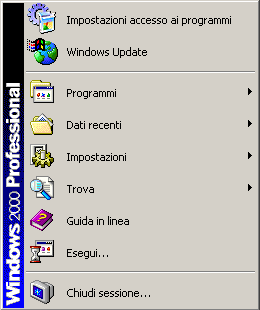 Impostazioni accesso ai programmi
Windows Update
Programmi
Dati recenti
Impostazioni
Trova
Guida in linea
Esegui...
Chiudi sessione...
Windows 2000 Professional